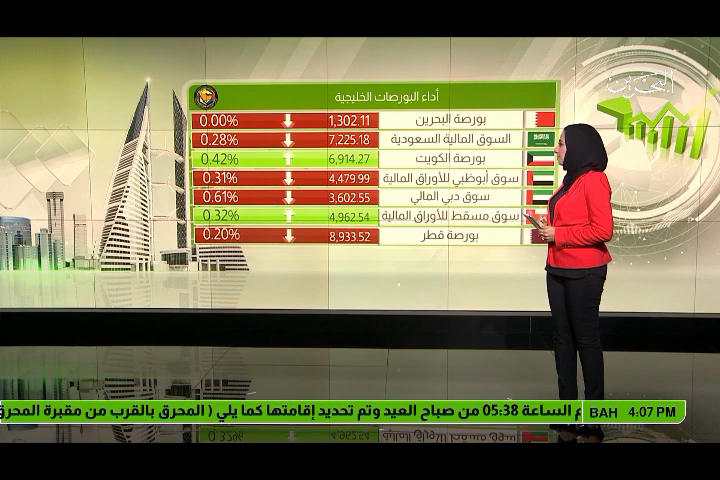 البحرين
أداء البورصات الخليجية
بورصة البحرين 1,302.11 0.00%
السوق المالية السعودية 7,225.18 0.28%
بورصة الكويت 6,914.27 0.42%
سوق أبوظبي للأوراق المالية 4,479.99 0.31%
سوق دبي المالي 3,602.55 0.61%
سوق مسقط للأوراق المالية 4,962.54 0.32%
بورصة قطر 8,933.52 0.20%
BAH 4:07 PM
م الساعة 05:38 من صباح العيد وتم تحديد إقامتها كما يلي ( المحرق بالقرب من مقبرة المحرق